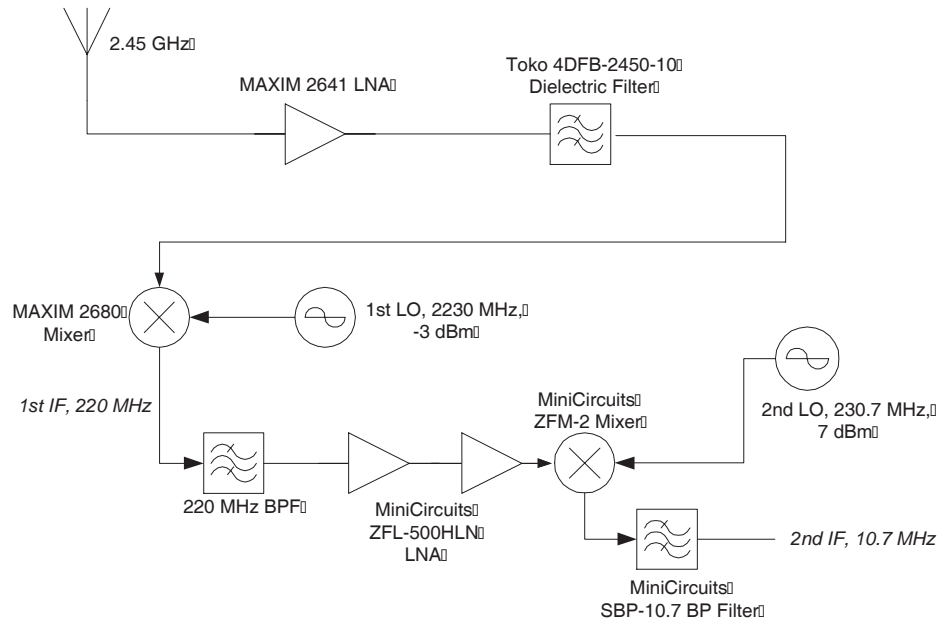 2.45 GHz▯
MAXIM 2641 LNA▯
Toko 4DFB-2450-10▯
Dielectric Filter▯
MAXIM 2680▯
Mixer▯
1st LO, 2230 MHz,▯
-3 dBm▯
1st IF, 220 MHz
MiniCircuits▯
ZFM-2 Mixer▯
2nd LO, 230.7 MHz,▯
7 dBm▯
220 MHz BPF▯
MiniCircuits▯
ZFL-500HLN▯
LNA▯
2nd IF, 10.7 MHz
MiniCircuits▯
SBP-10.7 BP Filter▯